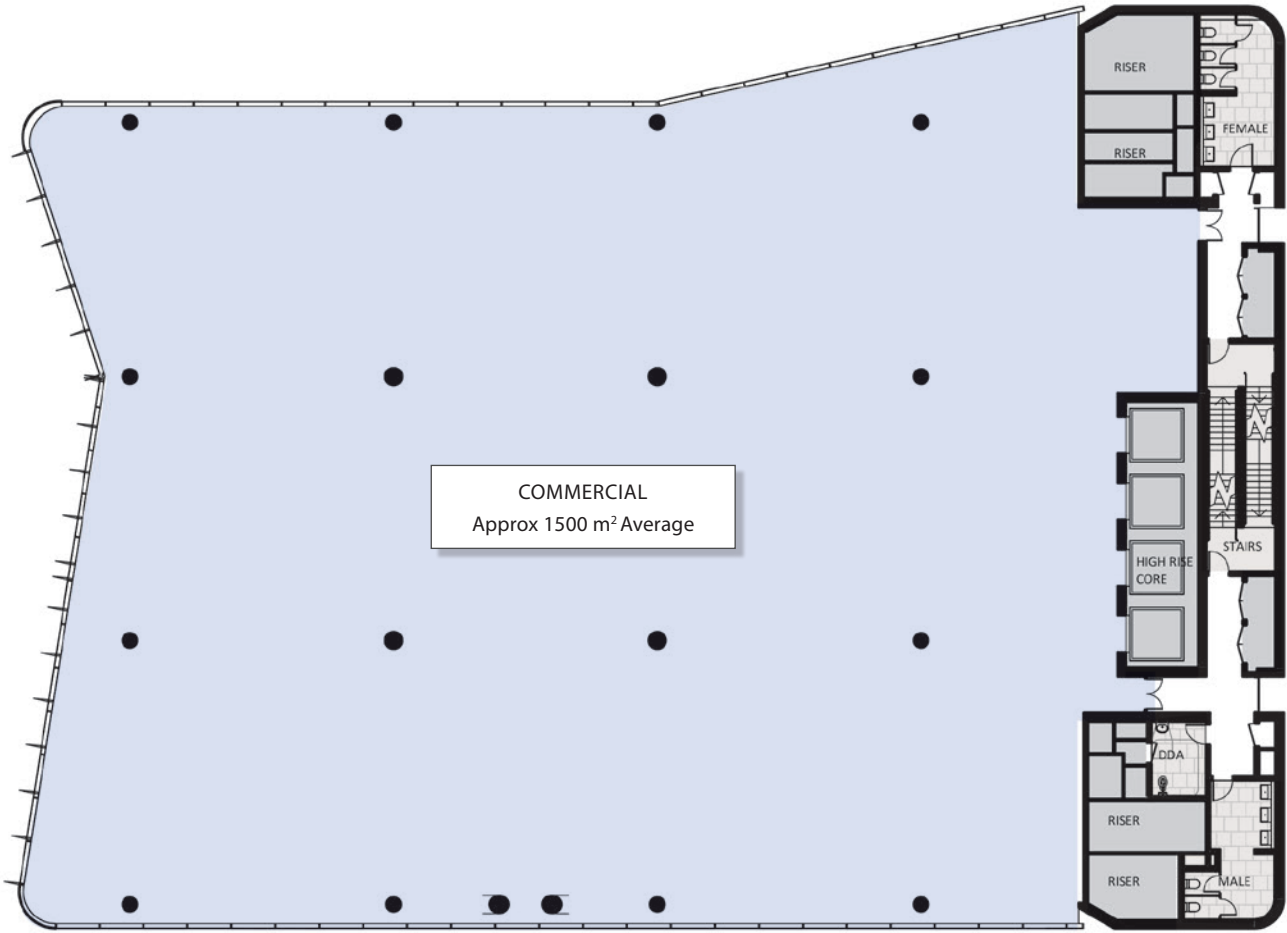 RISER
FEMALE
RISER
COMMERCIAL
Approx 1500 m² Average
STAIRS
HIGH RISE
CORE
DDA
RISER
RISER
MALE